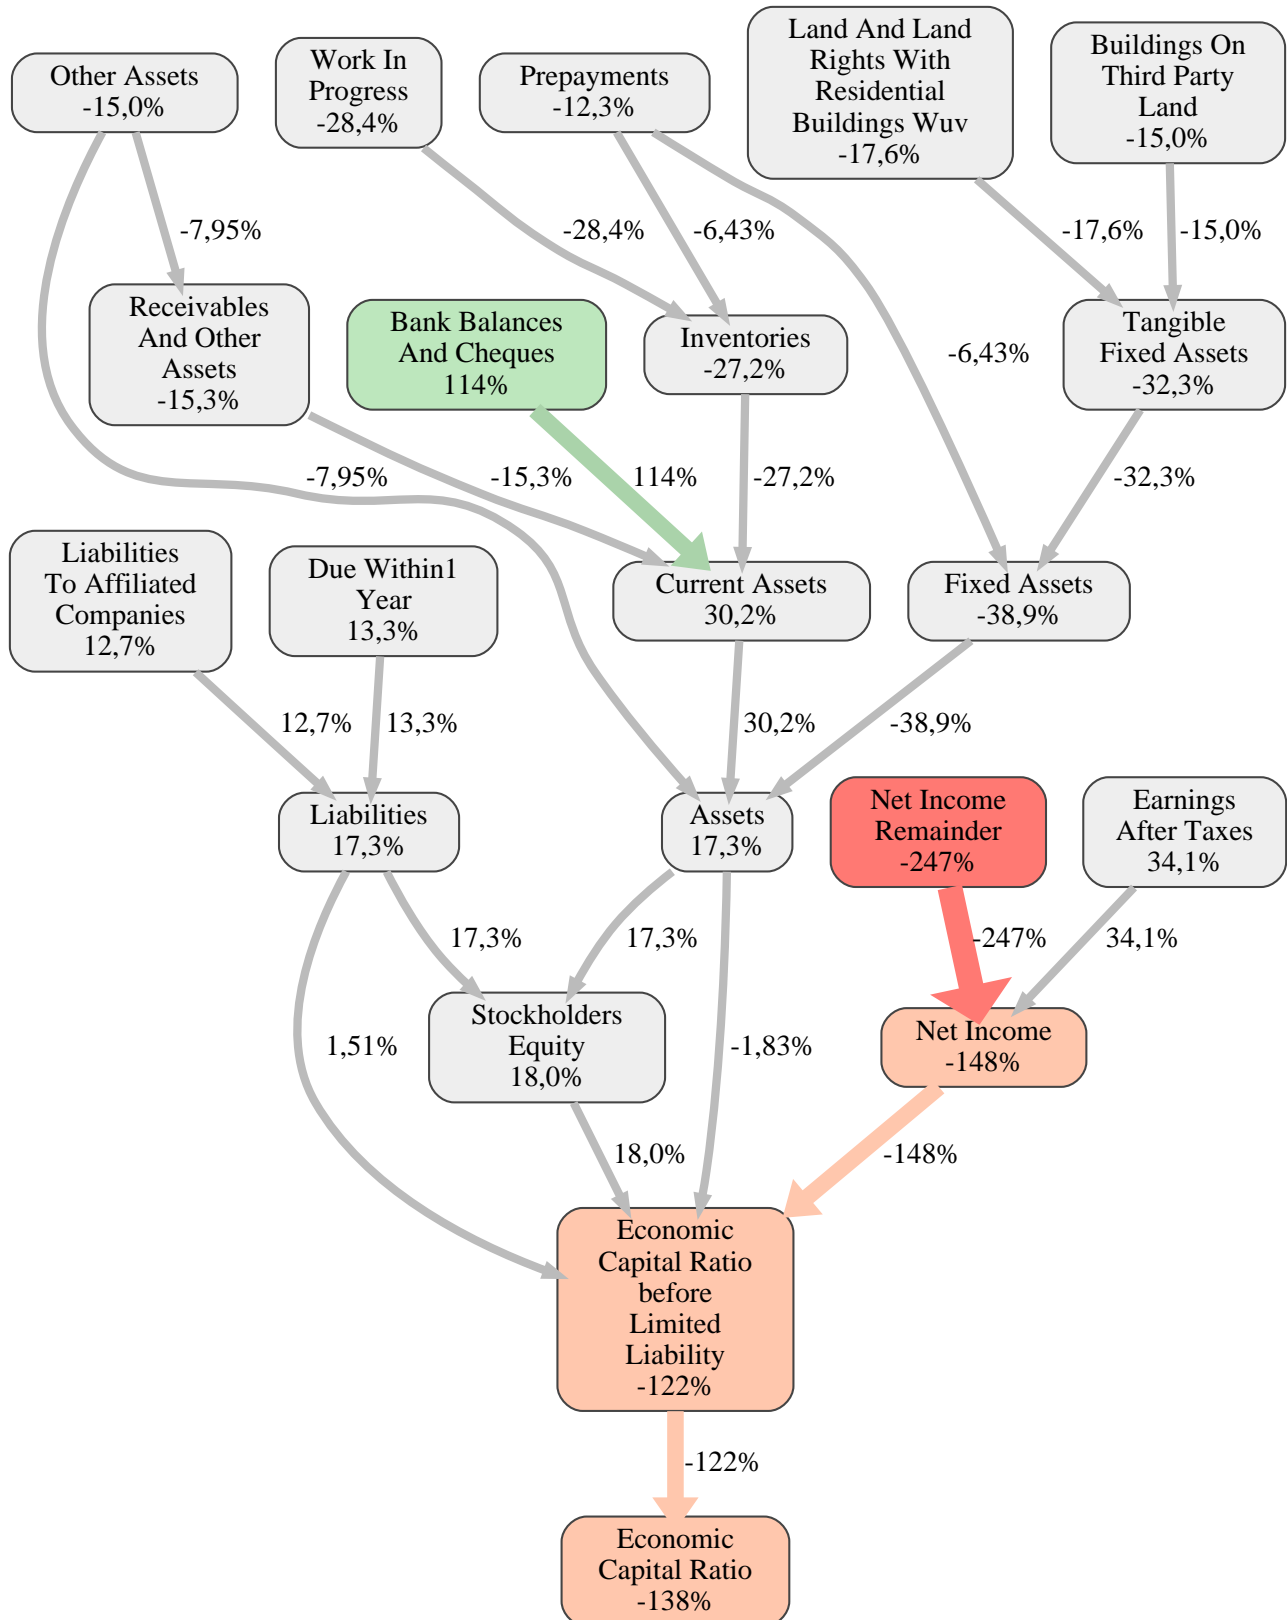 Other Assets
-15,0%
Work In
Progress
-28,4%
Prepayments
-12,3%
Land And Land
Rights With
Residential
Buildings Wuv
-17,6%
Buildings On
Third Party
Land
-15,0%
-7,95%
-28,4%
-6,43%
-17,6%
-15,0%
Receivables
And Other
Assets
-15,3%
Bank Balances
And Cheques
114%
Inventories
-27,2%
-6,43%
Tangible
Fixed Assets
-32,3%
-7,95%
-15,3%
114%
-27,2%
-32,3%
Liabilities
To Affiliated
Companies
12,7%
Due Within1
Year
13,3%
Current Assets
30,2%
Fixed Assets
-38,9%
12,7%
13,3%
30,2%
-38,9%
Liabilities
17,3%
Assets
17,3%
Net Income
Remainder
-247%
Earnings
After Taxes
34,1%
17,3%
17,3%
-247%
34,1%
1,51%
Stockholders
Equity
18,0%
-1,83%
Net Income
-148%
18,0%
-148%
Economic
Capital Ratio
before
Limited
Liability
-122%
-122%
Economic
Capital Ratio
-138%